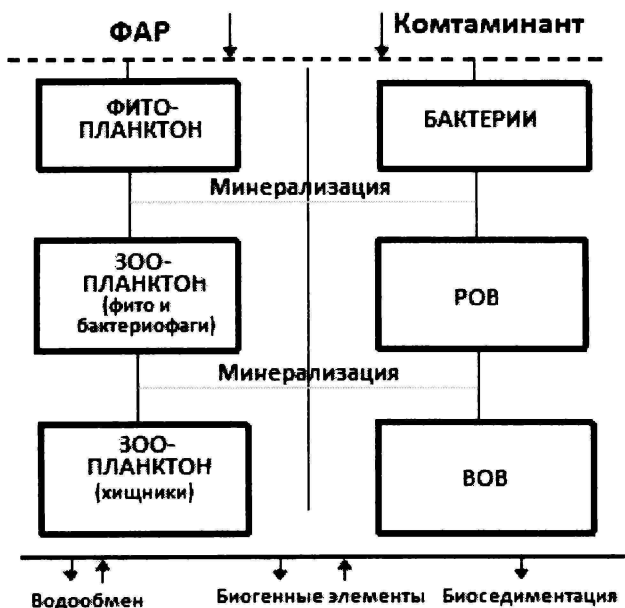 ФАР
Комтаминант
ФИТО-
ПЛАНКТОН
БАКТЕРИИ
Минерализация
ЗОО-
ПЛАНКТОН
(фито и
бактериофаги)
РОВ
Минерализация
ЗОО-
ПЛАНКТОН
(хищники)
ВОВ
Водообмен
Биогенные элементы
Биоседиментация